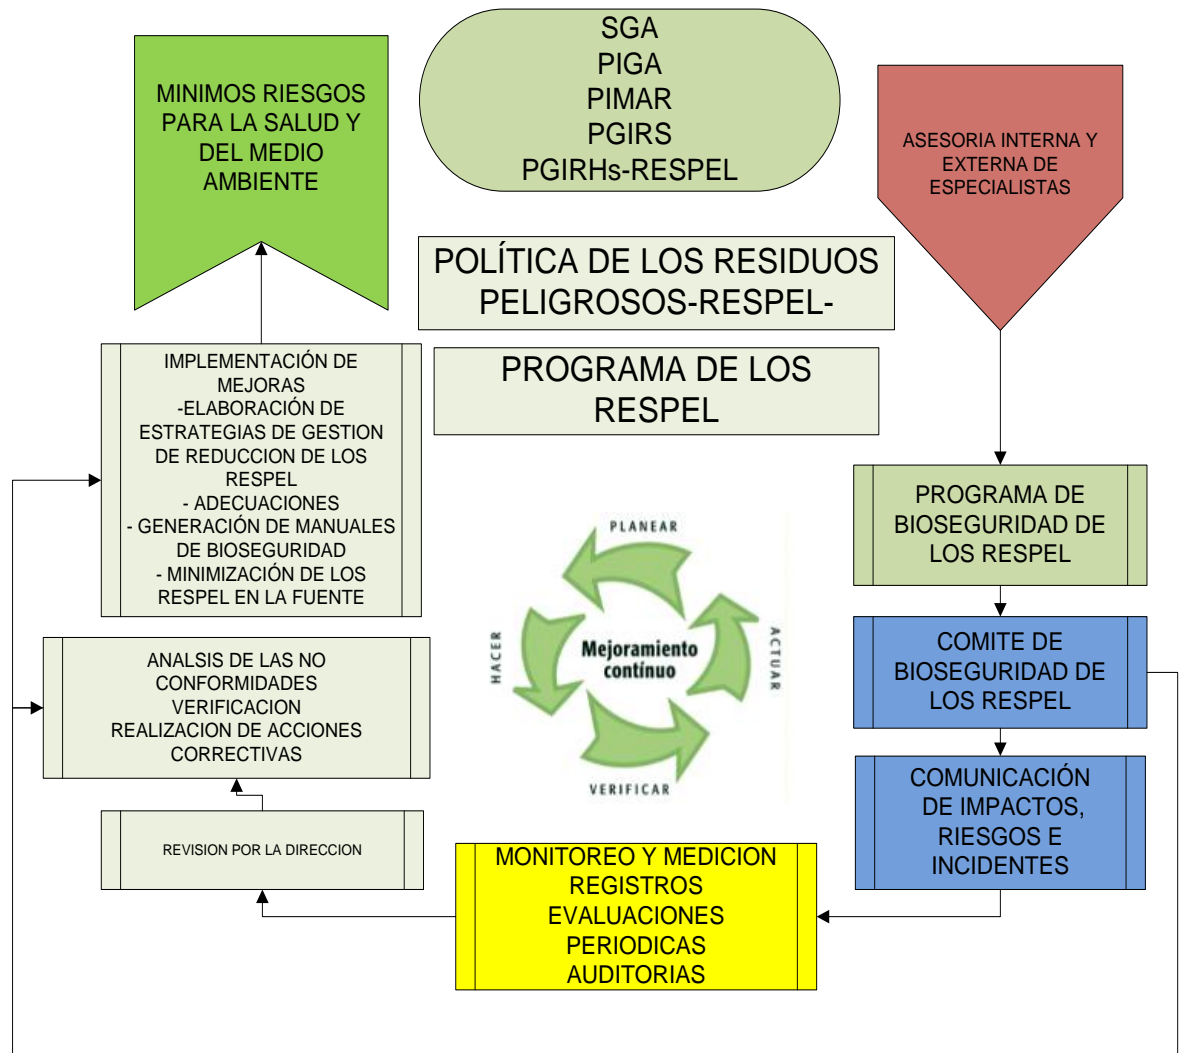 SGA
PIGA
PIMAR
PGIRS
PGIRHs-RESPEL
MINIMOS RIESGOS
PARA LA SALUD Y
DEL MEDIO
AMBIENTE
ASESORIA INTERNA Y
EXTERNA DE
ESPECIALISTAS
POLÍTICA DE LOS RESIDUOS
PELIGROSOS-RESPEL-
PROGRAMA DE LOS
RESPEL
IMPLEMENTACIÓN DE
MEJORAS
-ELABORACIÓN DE
ESTRATEGIAS DE GESTION
DE REDUCCION DE LOS
RESPEL
- ADECUACIONES
- GENERACIÓN DE MANUALES
DE BIOSEGURIDAD
- MINIMIZACIÓN DE LOS
RESPEL EN LA FUENTE
PROGRAMA DE
BIOSEGURIDAD DE
LOS RESPEL
PLANEAR
HACER
Mejoramiento
contínuo
ACTUAR
VERIFICAR
COMITE DE
BIOSEGURIDAD DE
LOS RESPEL
ANALSIS DE LAS NO
CONFORMIDADES
VERIFICACION
REALIZACION DE ACCIONES
CORRECTIVAS
COMUNICACIÓN
DE IMPACTOS,
RIESGOS E
INCIDENTES
REVISION POR LA DIRECCION
MONITOREO Y MEDICION
REGISTROS
EVALUACIONES
PERIODICAS
AUDITORIAS